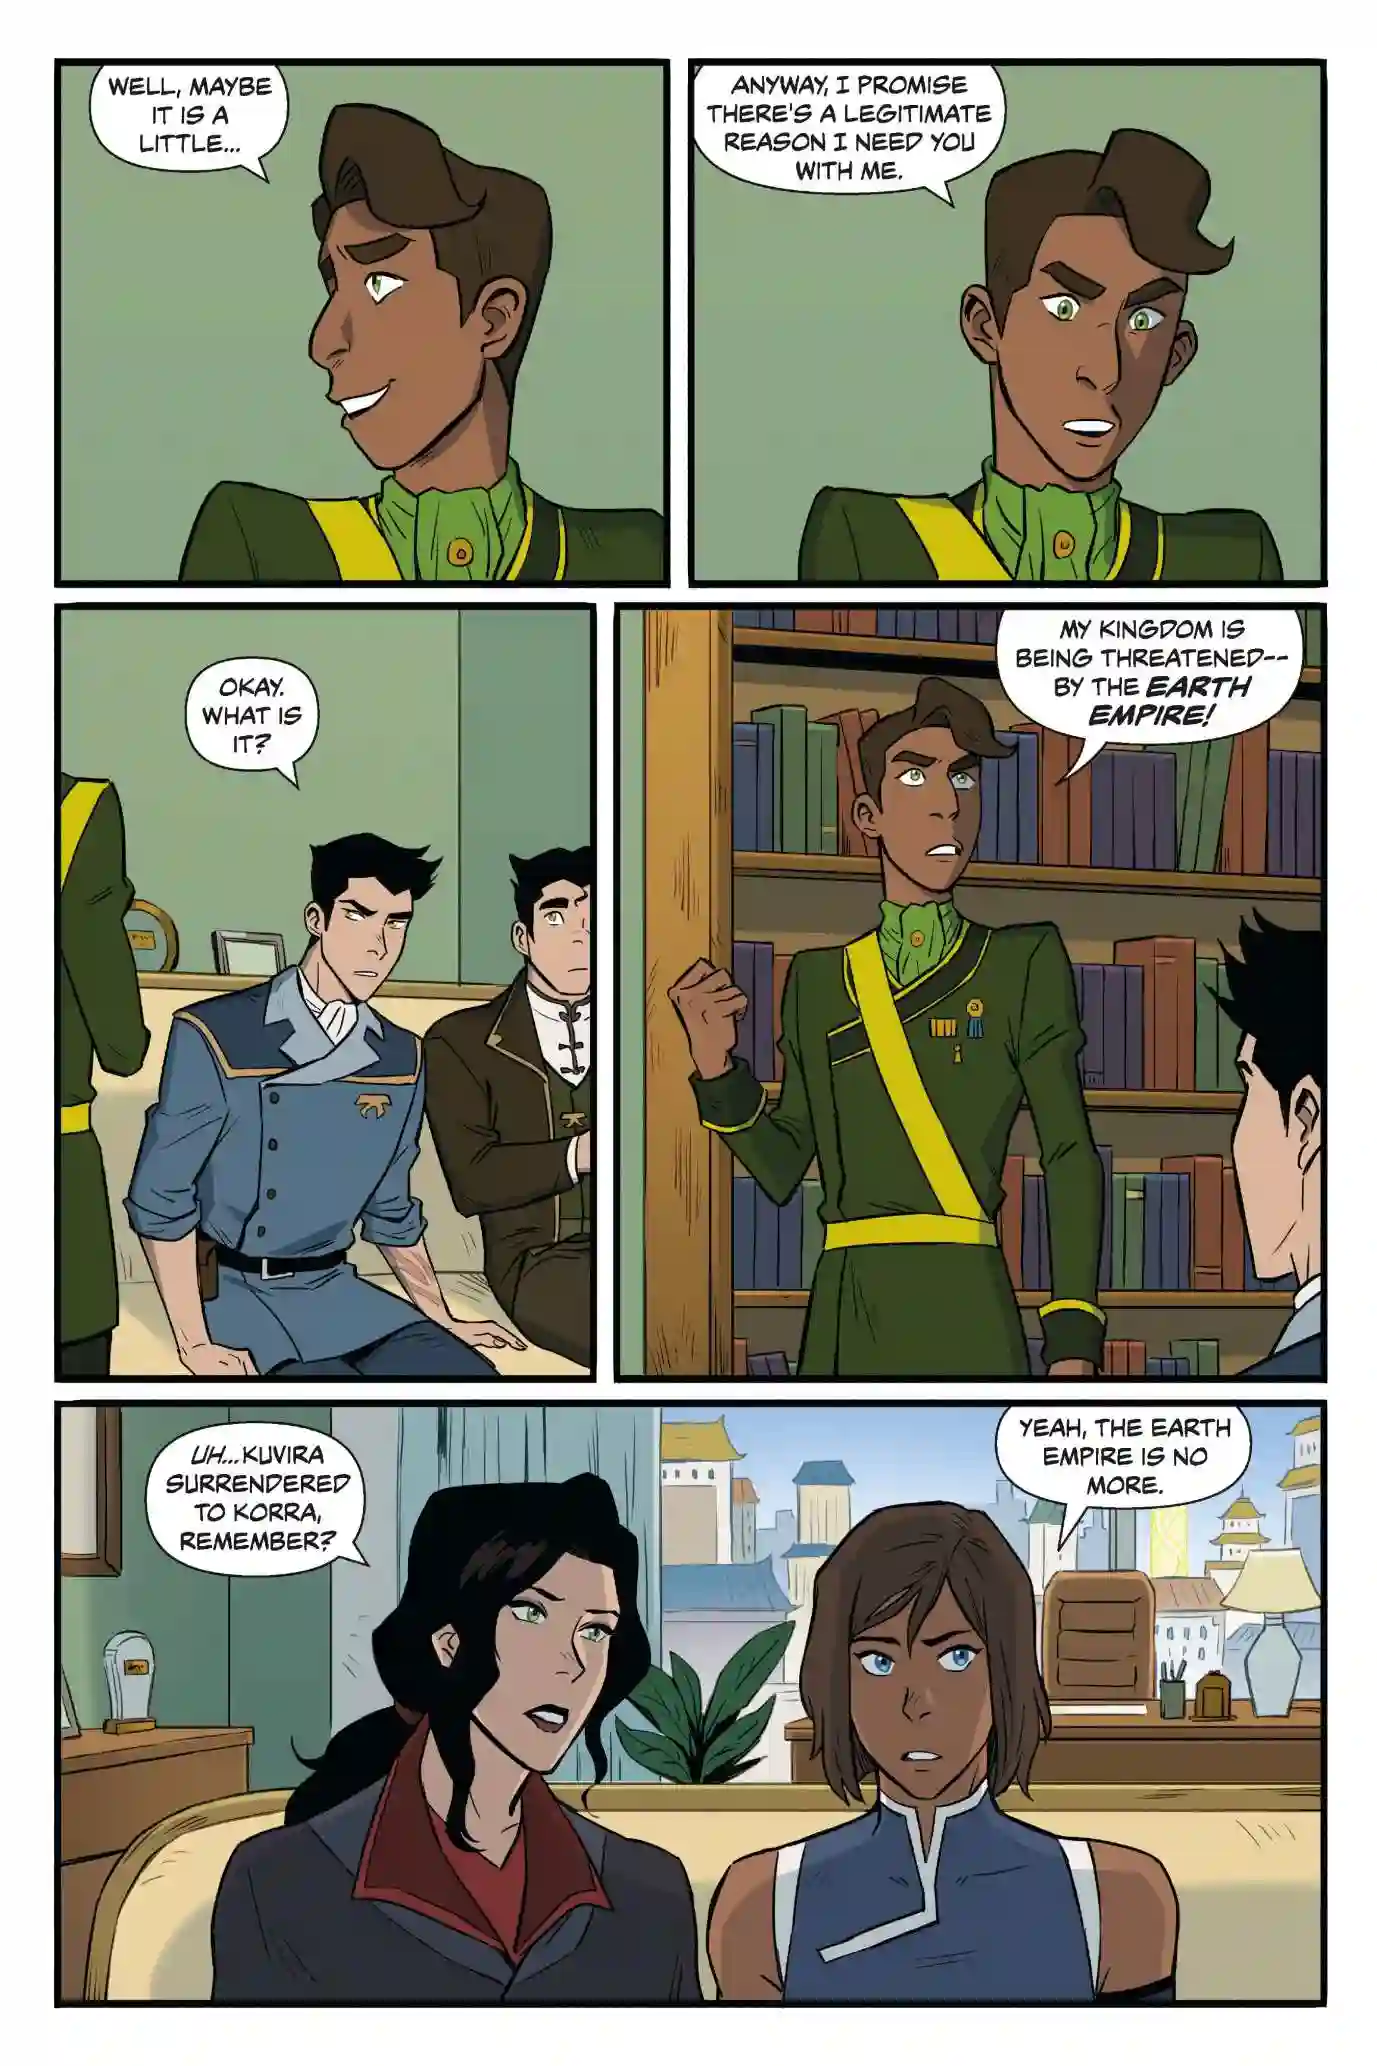 WELL, MAYBE
IT IS A
LITTLE...
ANYWAY, I PROMISE
THERE'S A LEGITIMATE
REASON I NEED YOU
WITH ME.
OKAY.
WHAT IS
IT?
MY KINGDOM IS
BEING THREATENED--
BY THE EARTH
EMPIRE!
UH...KUVIRA
SURRENDERED
TO KORRA,
REMEMBER?
YEAH, THE EARTH
EMPIRE IS NO
MORE.